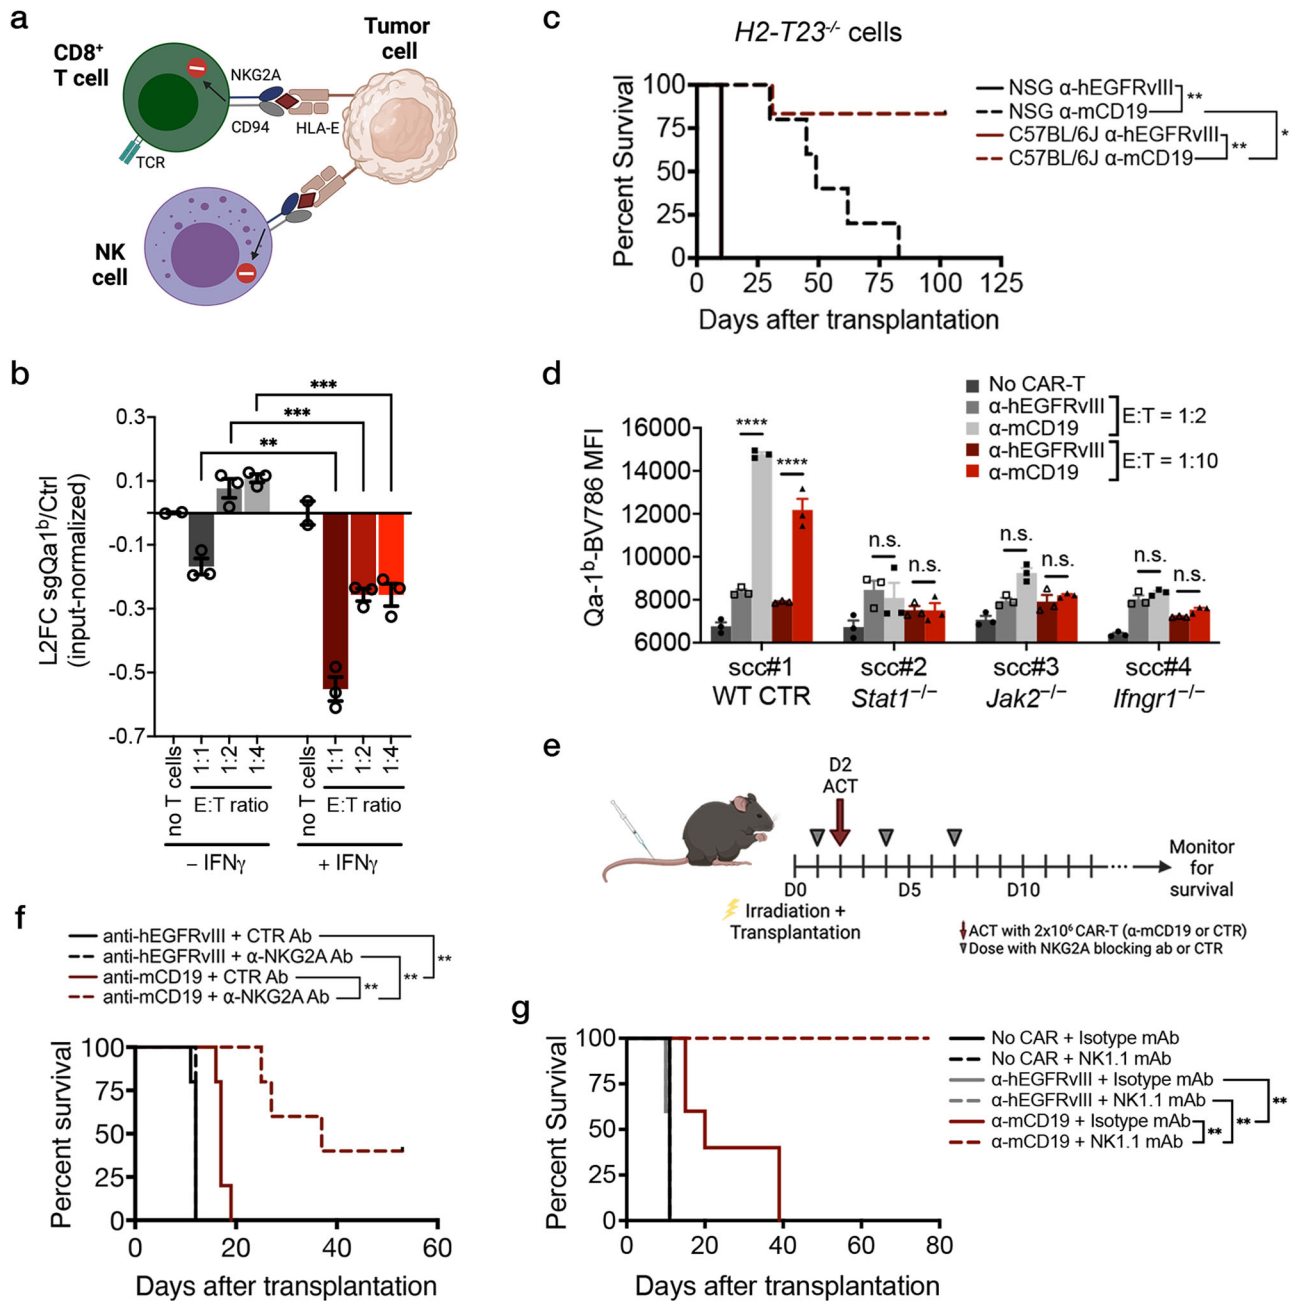 a
CD8⁺
T cell
NKG2A
CD94
TCR
HLA-E
Tumor
cell
NK
cell
b
L2FC sgQa1ᵇ/Ctrl
(input-normalized)
0.3
0.1
-0.1
-0.3
-0.5
-0.7
***
***
**
no T cells
1:1
1:2
1:4
no T cells
1:1
1:2
1:4
E:T ratio
E:T ratio
– IFNγ
+ IFNγ
c
H2-T23⁻/⁻ cells
Percent Survival
100
75
50
25
0
0 25 50 75 100 125
Days after transplantation
NSG α-hEGFRvIII
NSG α-mCD19
C57BL/6J α-hEGFRvIII
C57BL/6J α-mCD19
**
**
*
d
No CAR-T
α-hEGFRvIII
α-mCD19
E:T = 1:2
α-hEGFRvIII
α-mCD19
E:T = 1:10
Qa-1ᵇ-BV786 MFI
16000
14000
12000
10000
8000
6000
****
****
n.s.
n.s.
n.s.
n.s.
n.s.
n.s.
scc#1
WT CTR
scc#2
Stat1⁻/⁻
scc#3
Jak2⁻/⁻
scc#4
Ifngr1⁻/⁻
e
D2
ACT
D0
D5
D10
Monitor
for
survival
Irradiation +
Transplantation
ACT with 2x10⁶ CAR-T (α-mCD19 or CTR)
Dose with NKG2A blocking ab or CTR
f
anti-hEGFRvIII + CTR Ab
anti-hEGFRvIII + α-NKG2A Ab
anti-mCD19 + CTR Ab
anti-mCD19 + α-NKG2A Ab
**
**
**
Percent survival
100
75
50
25
0
0 20 40 60
Days after transplantation
g
Percent Survival
100
75
50
25
0
0 20 40 60 80
Days after transplantation
No CAR + Isotype mAb
No CAR + NK1.1 mAb
α-hEGFRvIII + Isotype mAb
α-hEGFRvIII + NK1.1 mAb
α-mCD19 + Isotype mAb
α-mCD19 + NK1.1 mAb
**
**
**